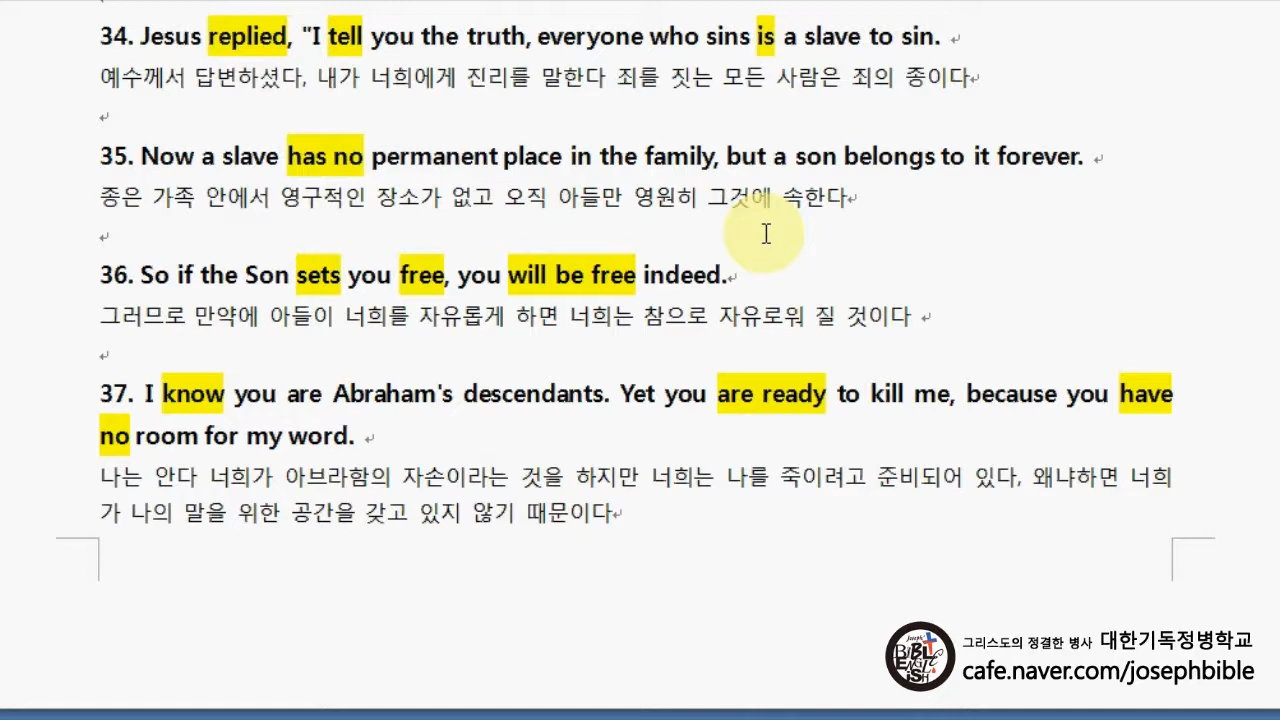 34. Jesus replied, "I tell you the truth, everyone who sins is a slave to sin.
예수께서 답변하셨다, 내가 너희에게 진리를 말한다 죄를 짓는 모든 사람은 죄의 종이다
35. Now a slave has no permanent place in the family, but a son belongs to it forever.
종은 가족 안에서 영구적인 장소가 없고 오직 아들만 영원히 그것에 속한다
36. So if the Son sets you free, you will be free indeed.
그러므로 만약에 아들이 너희를 자유롭게 하면 너희는 참으로 자유로워 질 것이다
37. I know you are Abraham's descendants. Yet you are ready to kill me, because you have
no room for my word.
나는 안다 너희가 아브라함의 자손이라는 것을 하지만 너희는 나를 죽이려고 준비되어 있다, 왜냐하면 너희
가 나의 말을 위한 공간을 갖고 있지 않기 때문이다
그리스도의 정결한 병사 대한기독정병학교
cafe.naver.com/josephbible
Joseph's
BIBLE
ENGLISH